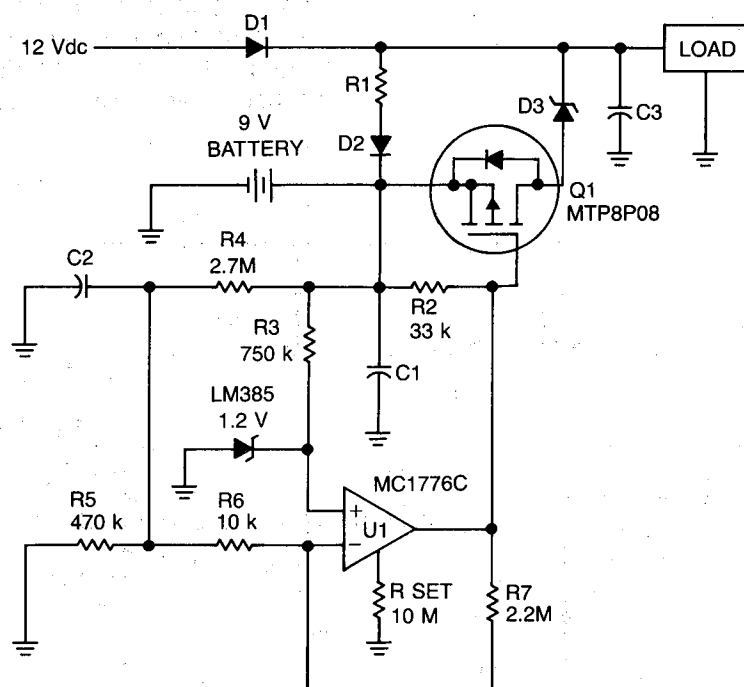 D1
12 Vdc
LOAD
R1
D3
C3
9 V
BATTERY
D2
Q1
MTP8P08
R4
2.7M
C2
R2
33 k
R3
750 k
C1
LM385
1.2 V
MC1776C
R5
470 k
R6
10 k
+
U1
−
R SET
10 M
R7
2.2M